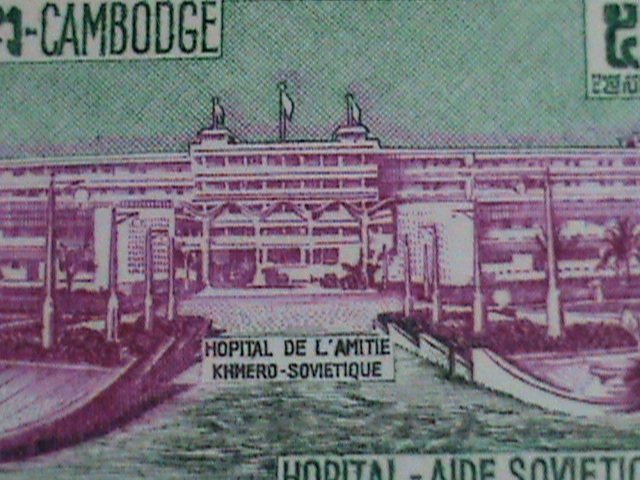 -CAMBODGE
HOPITAL DE L'AMITIE
KHMERO-SOVIETIQUE
HOPITAL - AIDE SOVIETIQ